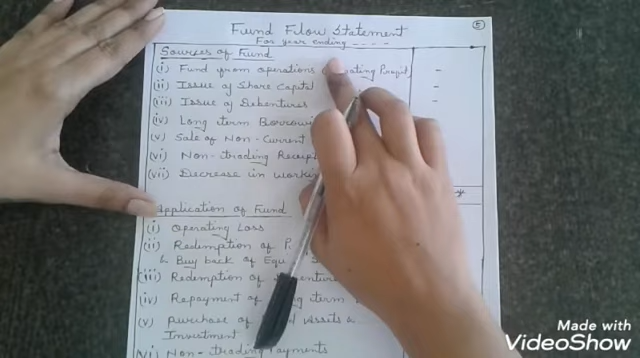 Fund Flow Statement
5
For year ending ----
Sources of Fund
(i) Fund from operations
(ii) Issue of Share Capital
(iii) Issue of Debentures
(iv) Long term
(v) Sale of Non-Current
(vi) Non-trading
(vii) Decrease in
Application of Fund
(i) Operating Loss
(ii) Redemption of
& Buy back of
(iii) Redemption of
(iv) Repayment of term
(v) Purchase of Assets &
Investment
(vi) Non-trading Payments
Made with
VideoShow